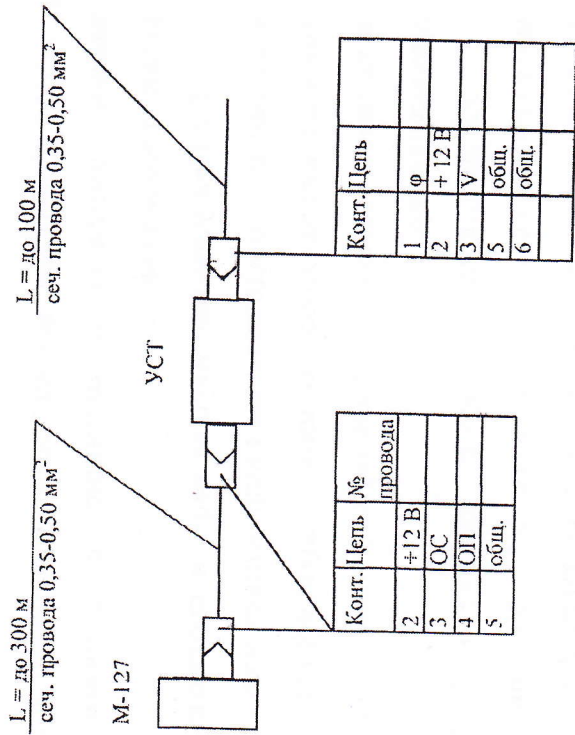 L = до 300 м
сеч. провода 0,35-0,50 мм²
L = до 100 м
сеч. провода 0,35-0,50 мм²
М-127
УСТ
Конт. Цепь № провода
2 +12 В
3 ОС
4 ОП
5 общ.
Конт. Цепь
1 φ
2 + 12 В
3 V
5 общ.
6 общ.